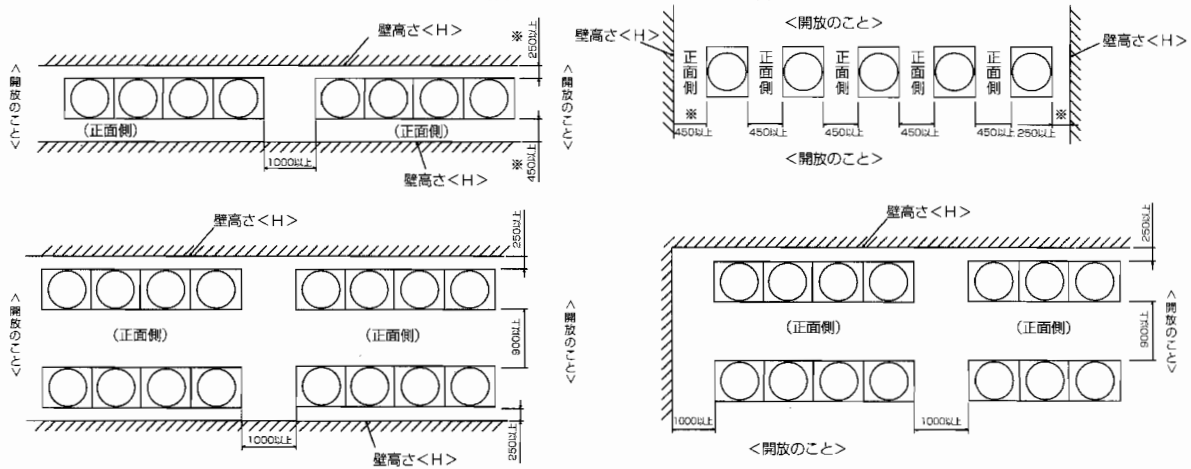 壁高さ<H>
※
250以上
<開放のこと>
<開放のこと>
(正面側)
(正面側)
1000以上
※
450以上
壁高さ<H>
<開放のこと>
壁高さ<H>
壁高さ<H>
正面側
正面側
正面側
正面側
正面側
※
※
450以上
450以上
450以上
450以上
450以上
250以上
<開放のこと>
壁高さ<H>
250以上
<開放のこと>
<開放のこと>
(正面側)
(正面側)
900以上
1000以上
250以上
壁高さ<H>
壁高さ<H>
250以上
(正面側)
(正面側)
900以上
<開放のこと>
1000以上
1000以上
<開放のこと>